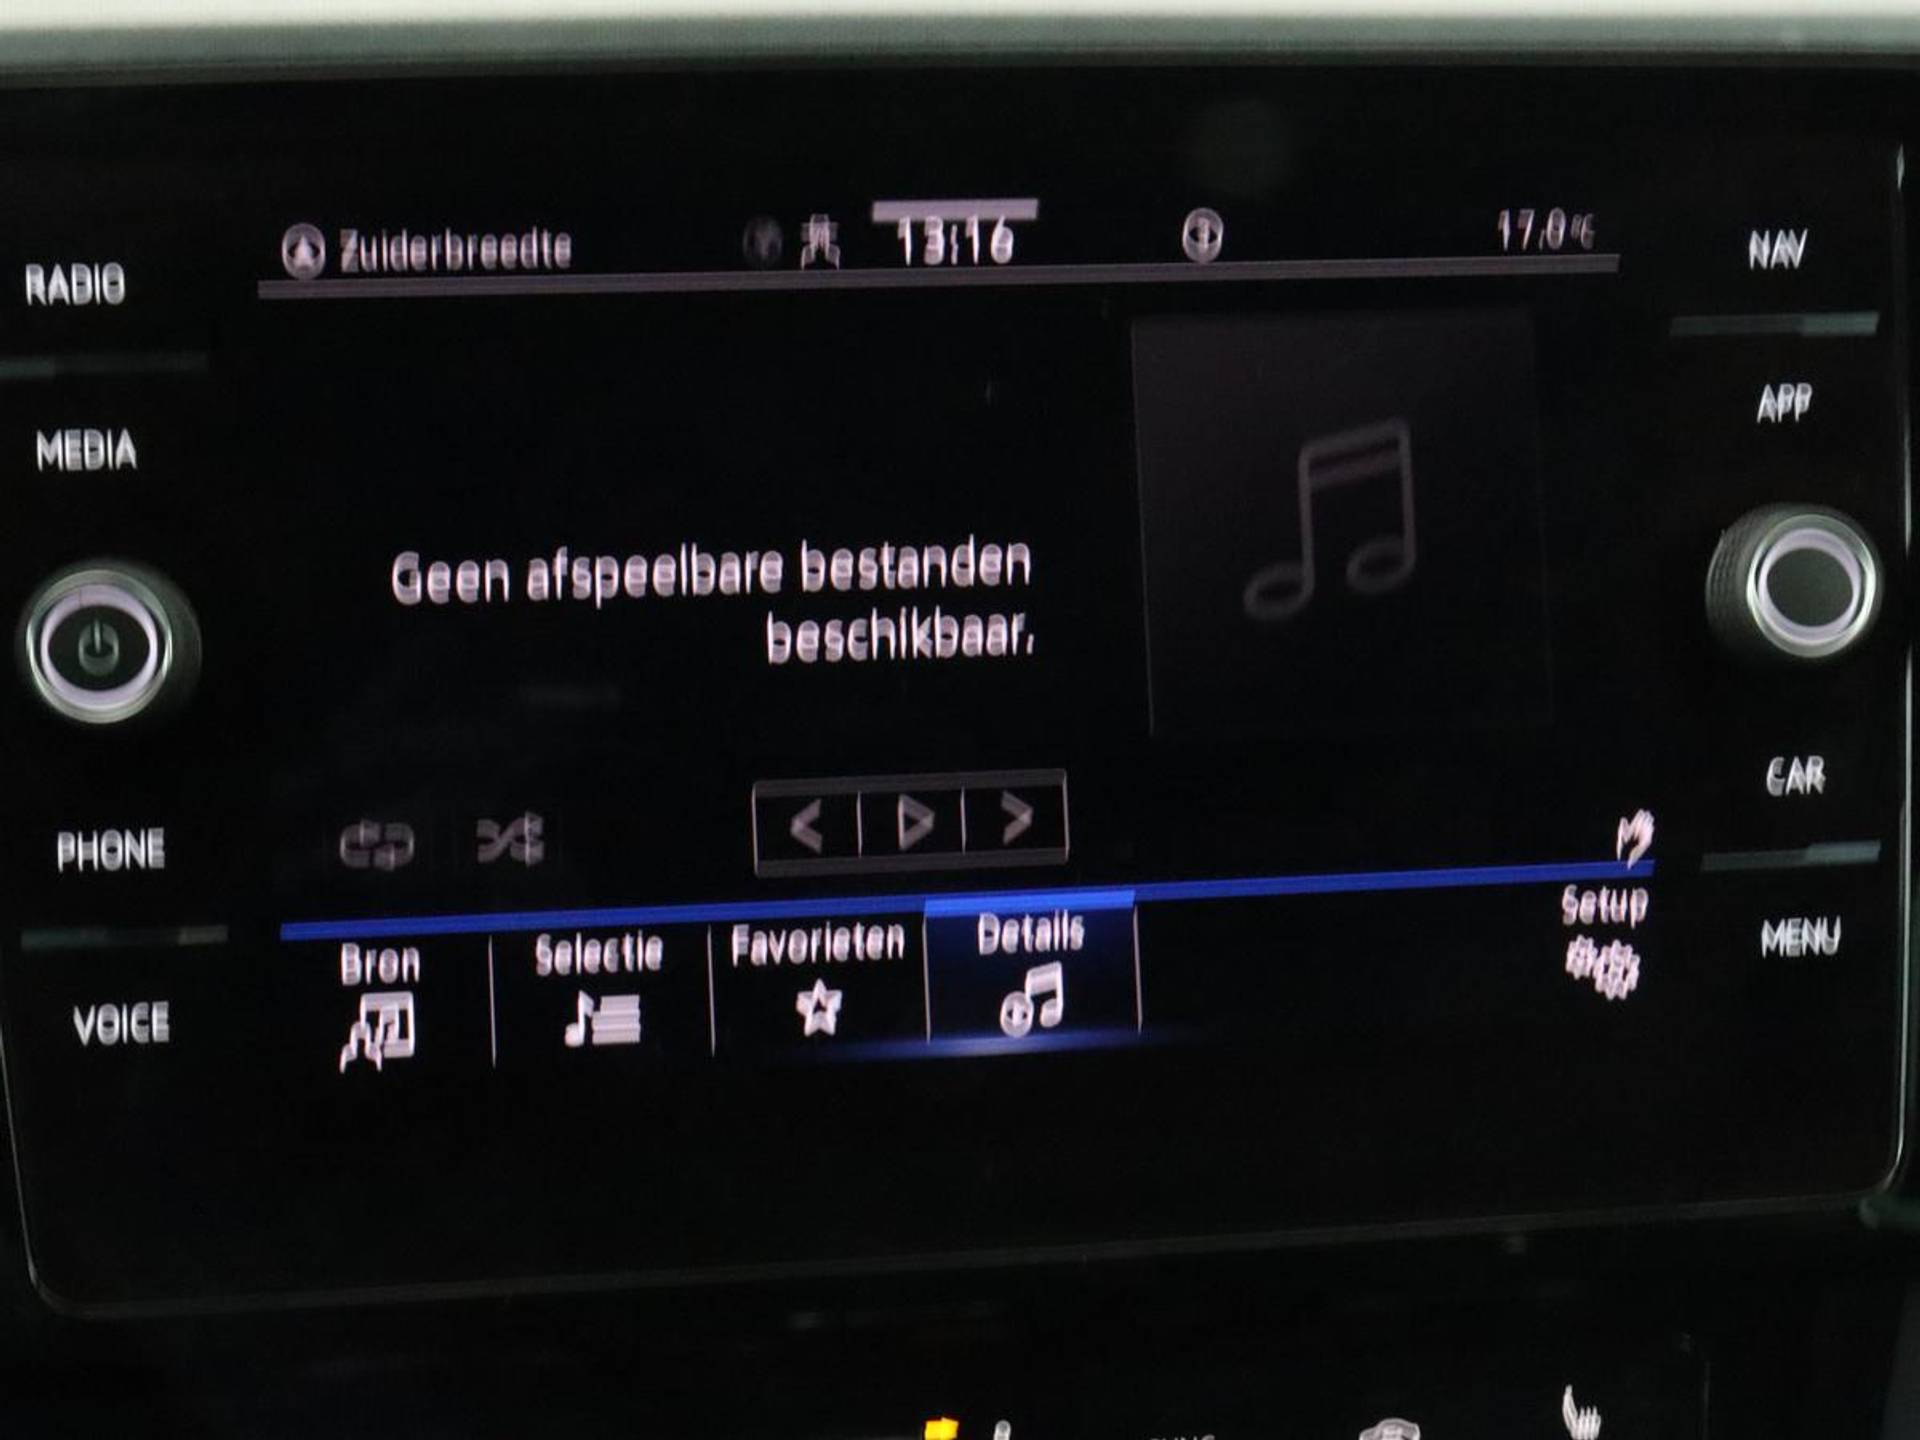 RADIO
MEDIA
PHONE
VOICE
Zuiderbreedte
13:16
17.0°C
Geen afspeelbare bestanden
beschikbaar.
Bron
Selectie
Favorieten
Details
Setup
NAV
APP
CAR
MENU